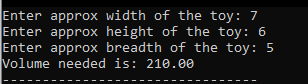 Enter approx width of the toy: 7
Enter approx height of the toy: 6
Enter approx breadth of the toy: 5
Volume needed is: 210.00
--------------------------------